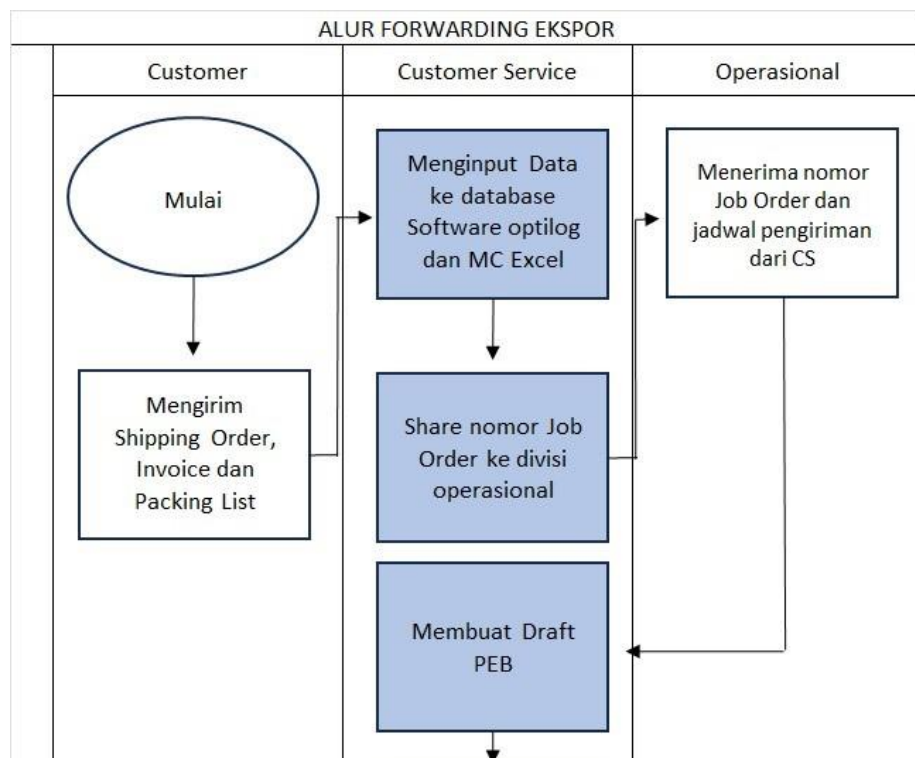 ALUR FORWARDING EKSPOR
Customer
Customer Service
Operasional
Mulai
Mengirim
Shipping Order,
Invoice dan
Packing List
Menginput Data
ke database
Software optilog
dan MC Excel
Share nomor Job
Order ke divisi
operasional
Menerima nomor
Job Order dan
jadwal pengiriman
dari CS
Membuat Draft
PEB